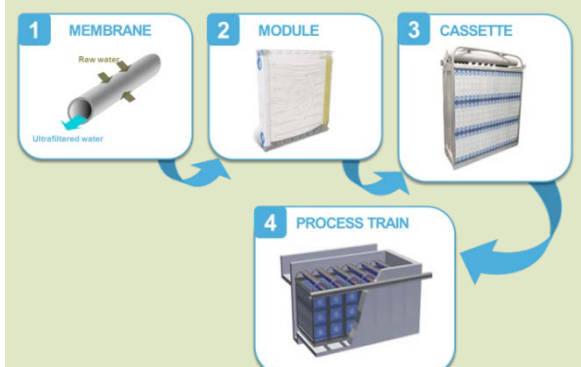 1 MEMBRANE
Raw water
Ultrafiltered water
2 MODULE
3 CASSETTE
4 PROCESS TRAIN